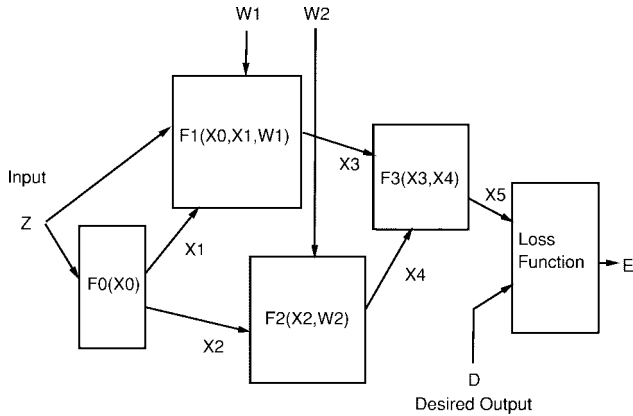 W1
W2
F1(X0,X1,W1)
X3
F3(X3,X4)
Input
X5
Z
X1
Loss
Function
E
X4
F0(X0)
F2(X2,W2)
X2
D
Desired Output